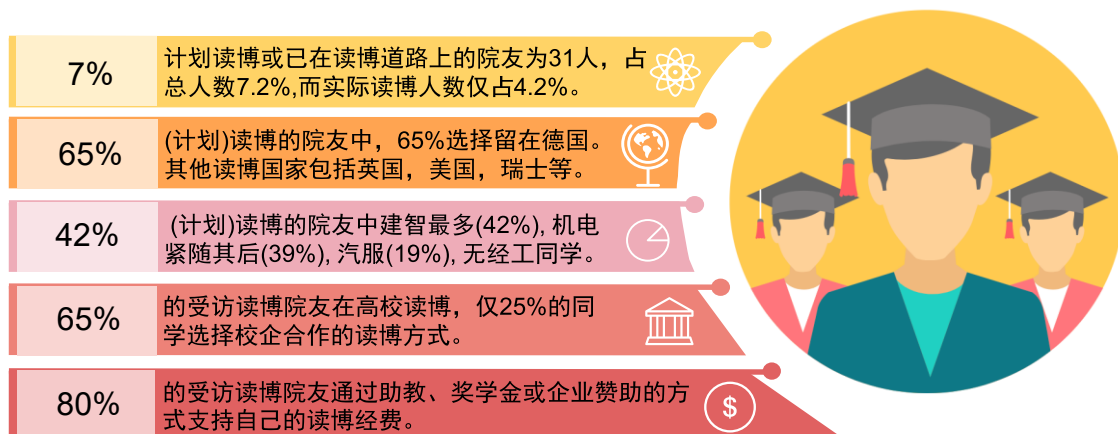 7%
计划读博或已在读博道路上的院友为31人，占
总人数7.2%,而实际读博人数仅占4.2%。
65%
(计划)读博的院友中，65%选择留在德国。
其他读博国家包括英国，美国，瑞士等。
42%
(计划)读博的院友中建智最多(42%), 机电
紧随其后(39%), 汽服(19%), 无经工同学。
65%
的受访读博院友在高校读博，仅25%的同
学选择校企合作的读博方式。
80%
的受访读博院友通过助教、奖学金或企业赞助的方
式支持自己的读博经费。
$